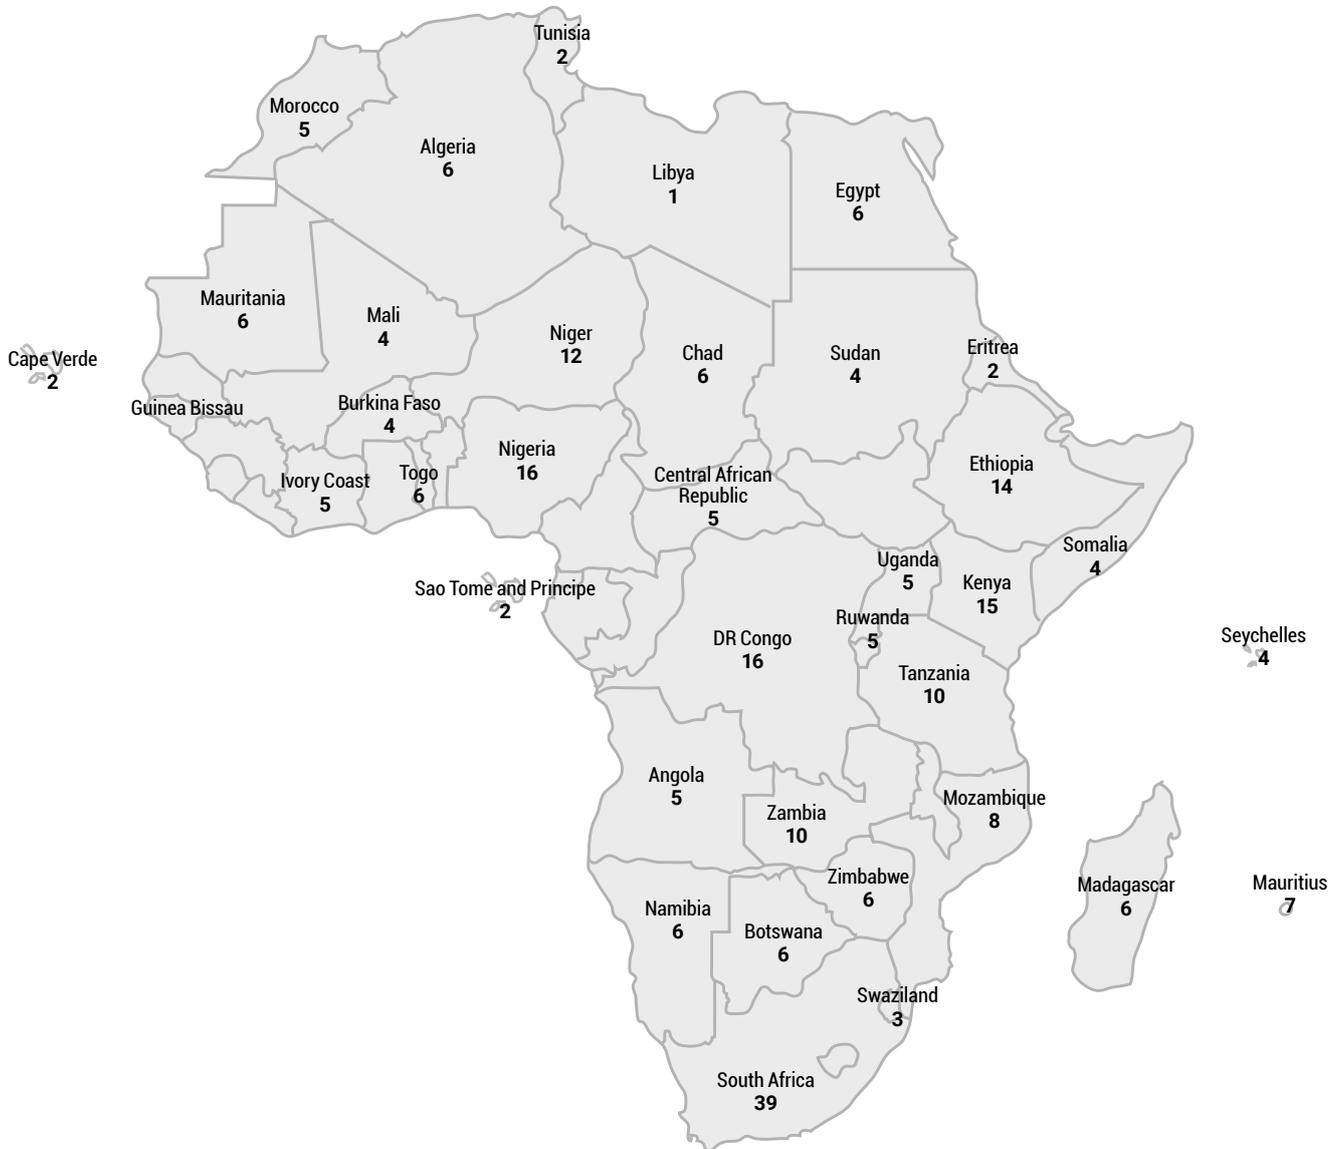 Tunisia
2
Morocco
5
Algeria
6
Libya
1
Egypt
6
Mauritania
6
Mali
4
Niger
12
Chad
6
Sudan
4
Eritrea
2
Cape Verde
2
Guinea Bissau
Burkina Faso
4
Nigeria
16
Ivory Coast
5
Togo
6
Central African
Republic
5
Ethiopia
14
Somalia
4
Uganda
5
Kenya
15
Sao Tome and Principe
2
Ruwanda
5
DR Congo
16
Seychelles
4
Tanzania
10
Angola
5
Zambia
10
Mozambique
8
Zimbabwe
6
Madagascar
6
Mauritius
7
Namibia
6
Botswana
6
Swaziland
3
South Africa
39